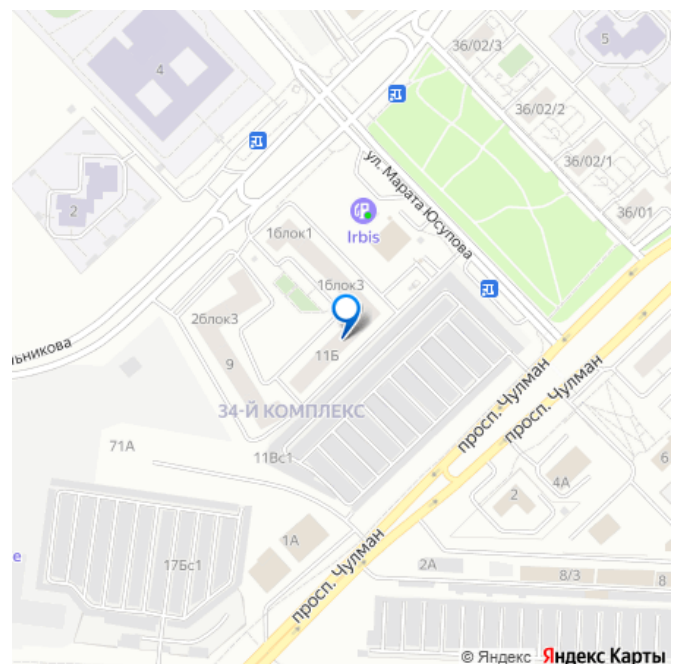 36/02/3
5
4
36/02/2
ул. Марата Юсупова
36/02/1
2
36/01
Irbis
1блок1
1блок3
2блок3
льникова
9
11Б
34-Й КОМПЛЕКС
просп. Чулман
просп. Чулман
71А
11Вс1
6
4А
2
1А
17Бс1
просп. Чулман
2А
8/3
8
е
© Яндекс Яндекс Карты